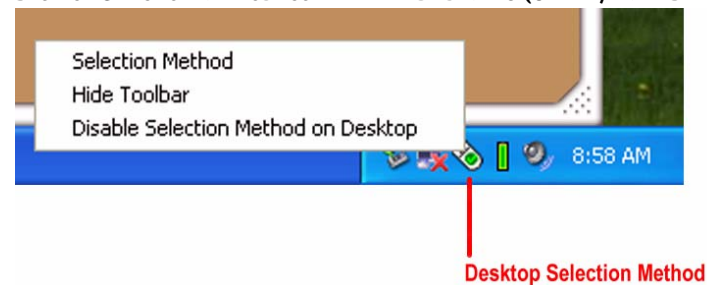 Selection Method
Hide Toolbar
Disable Selection Method on Desktop
8:58 AM
Desktop Selection Method